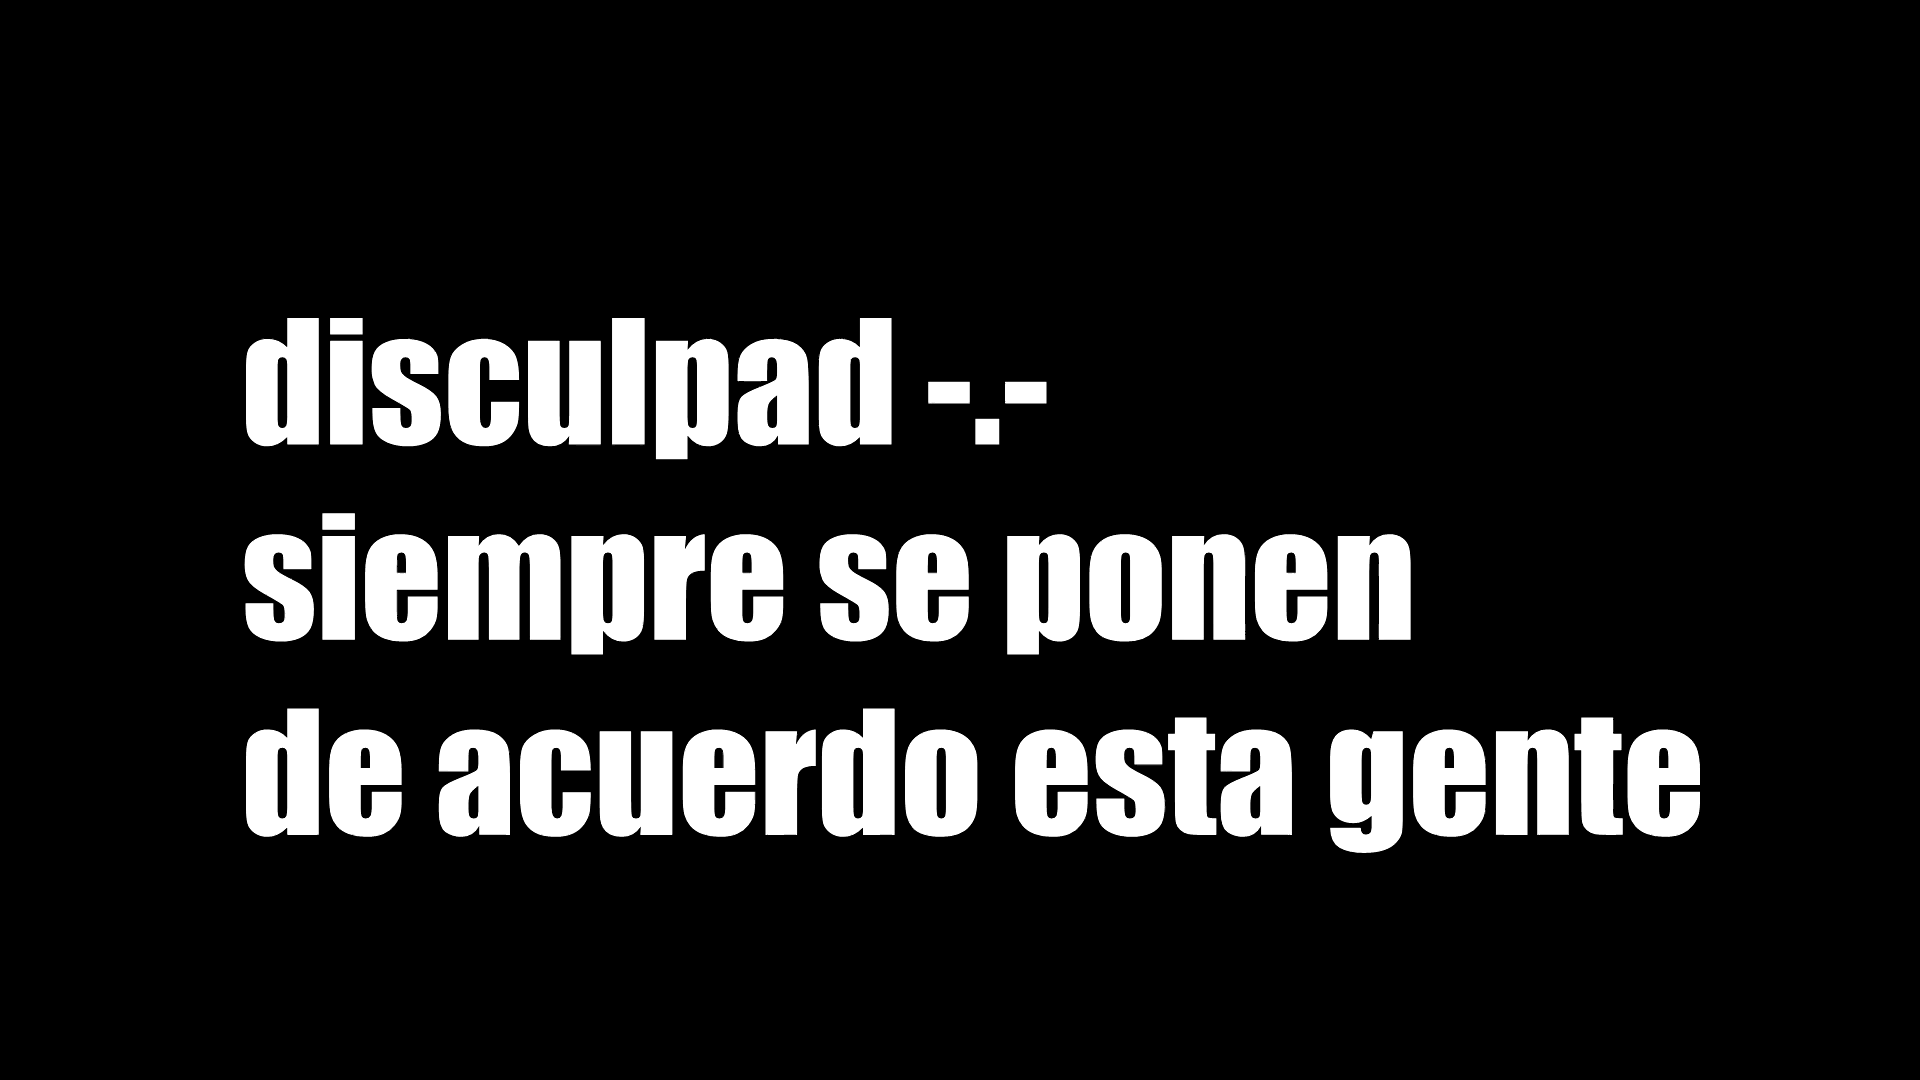 disculpad -.-
siempre se ponen
de acuerdo esta gente